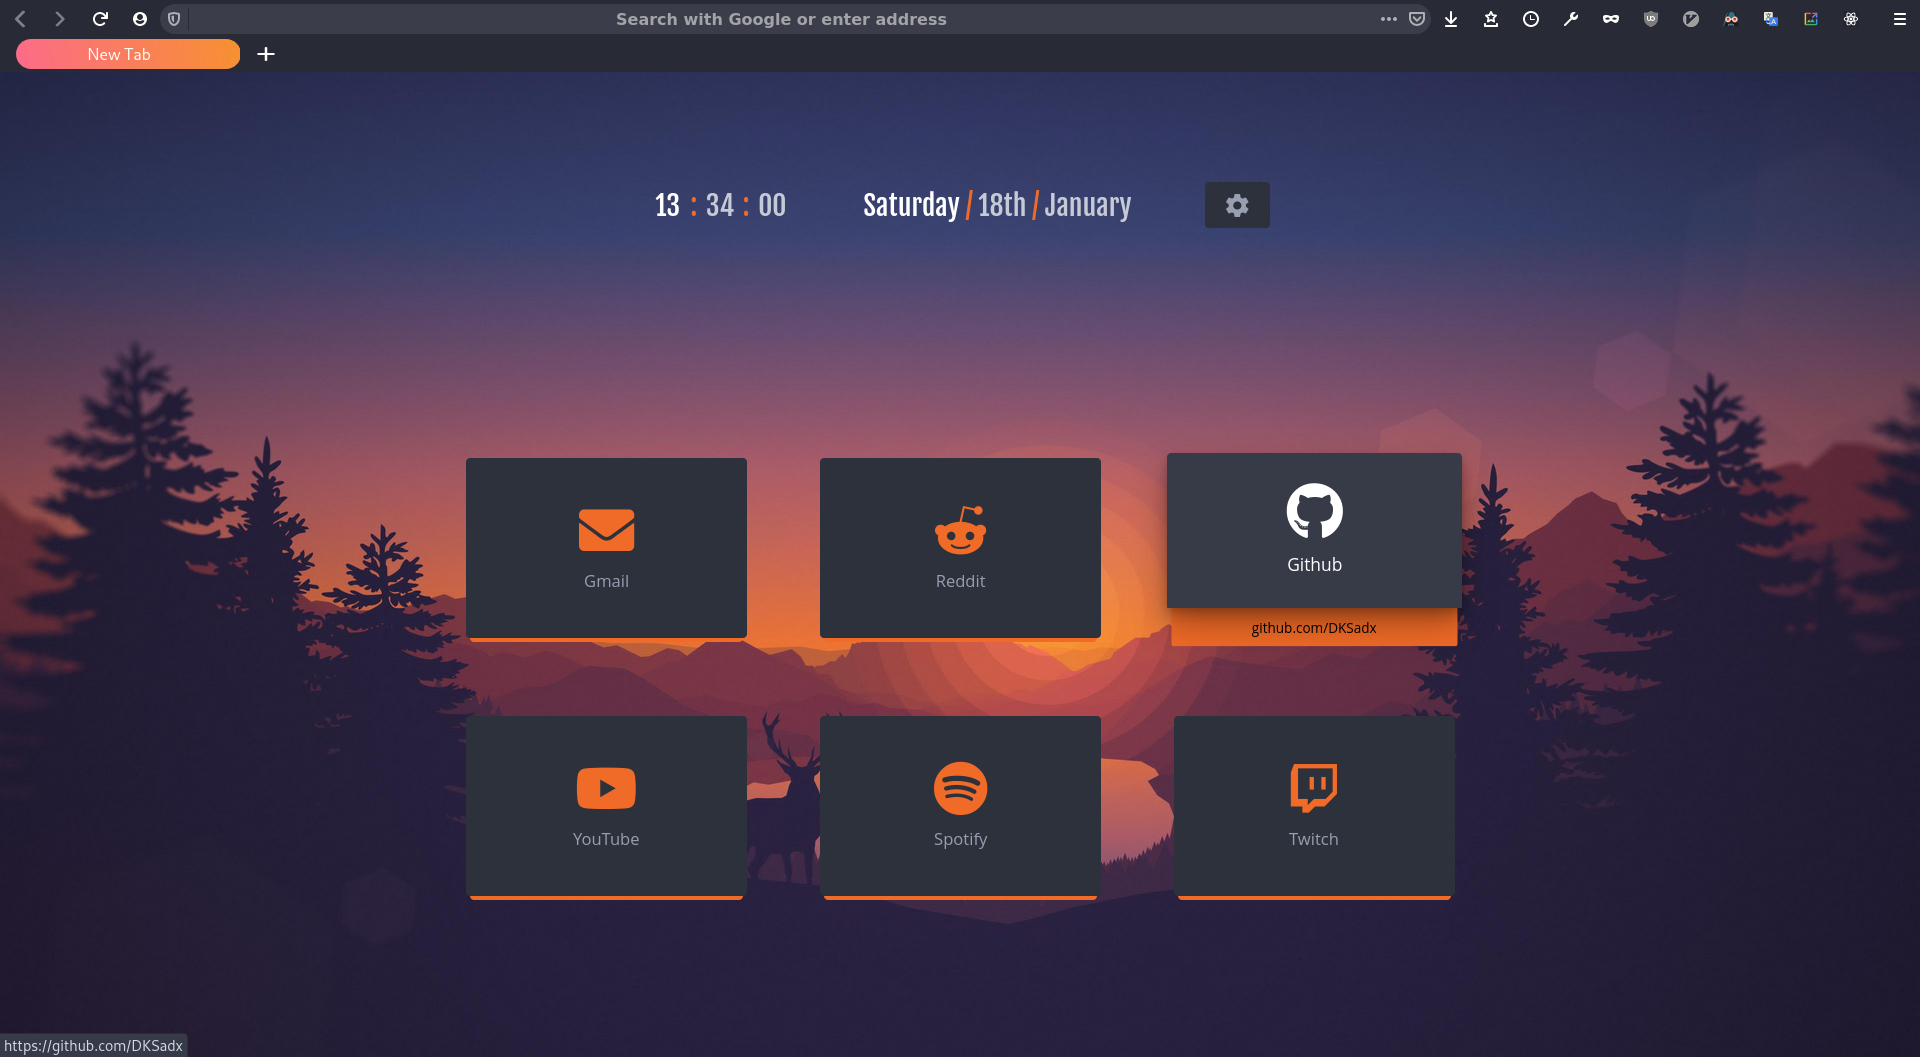 Search with Google or enter address
New Tab
13 : 34 : 00 Saturday / 18th / January
Gmail
Reddit
Github
github.com/DKSadx
YouTube
Spotify
Twitch
https://github.com/DKSadx